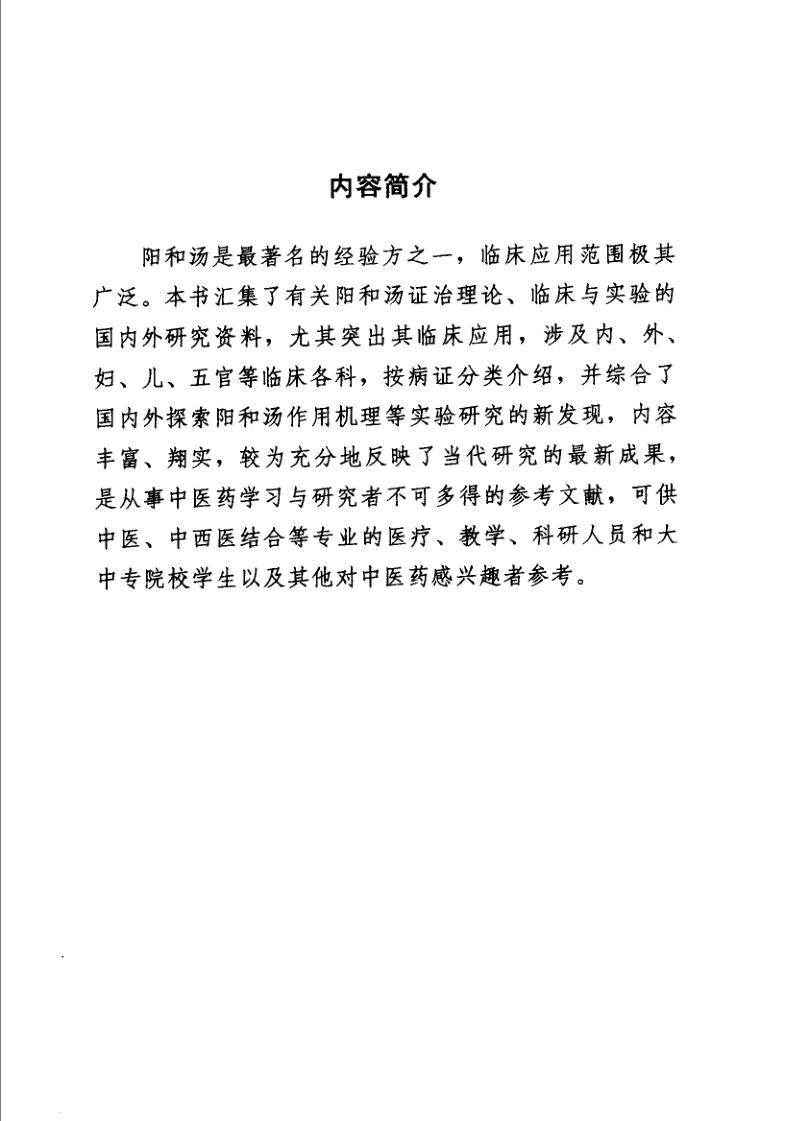 内容简介
阳和汤是最著名的经验方之一，临床应用范围极其
广泛。本书汇集了有关阳和汤证治理论、临床与实验的
国内外研究资料，尤其突出其临床应用，涉及内、外、
妇、儿、五官等临床各科，按病证分类介绍，并综合了
国内外探索阳和汤作用机理等实验研究的新发现，内容
丰富、翔实，较为充分地反映了当代研究的最新成果，
是从事中医药学习与研究者不可多得的参考文献，可供
中医、中西医结合等专业的医疗、教学、科研人员和大
中专院校学生以及其他对中医药感兴趣者参考。